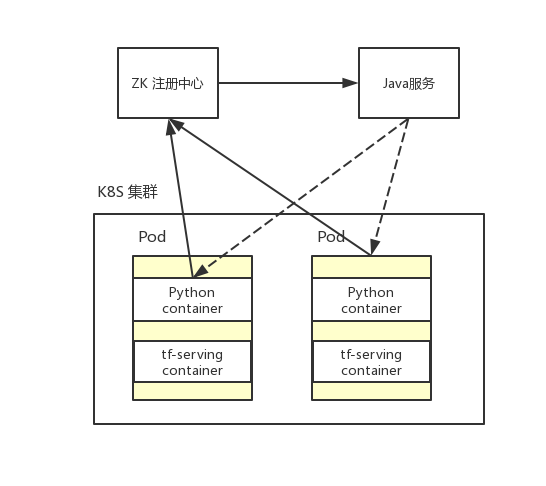 ZK 注册中心
Java服务
K8S 集群
Pod
Pod
Python
container
Python
container
tf-serving
container
tf-serving
container